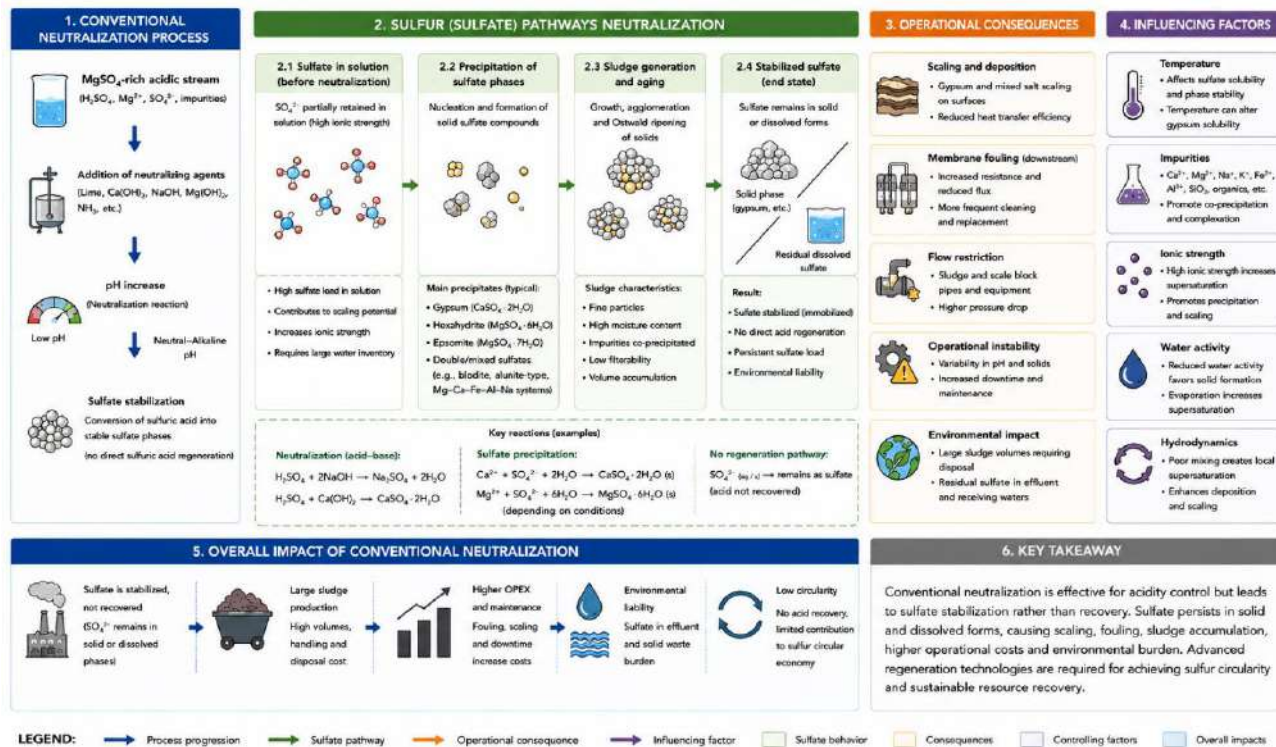 1. CONVENTIONAL
NEUTRALIZATION PROCESS
MgSO₄-rich acidic stream
(H₂SO₄, Mg²⁺, SO₄²⁻, impurities)
Addition of neutralizing agents
(Lime, Ca(OH)₂, NaOH, Mg(OH)₂,
NH₃, etc.)
pH increase
(Neutralization reaction)
Low pH
Neutral–Alkaline
pH
Sulfate stabilization
Conversion of sulfuric acid into
stable sulfate phases
(no direct sulfuric acid regeneration)
2. SULFUR (SULFATE) PATHWAYS NEUTRALIZATION
2.1 Sulfate in solution
(before neutralization)
SO₄²⁻ partially retained in
solution (high ionic strength)
• High sulfate load in solution
• Contributes to scaling potential
• Increases ionic strength
• Requires large water inventory
2.2 Precipitation of
sulfate phases
Nucleation and formation of
solid sulfate compounds
Main precipitates (typical):
• Gypsum (CaSO₄·2H₂O)
• Hexahydrite (MgSO₄·6H₂O)
• Epsomite (MgSO₄·7H₂O)
• Double/mixed sulfates
(e.g., blodite, alunite-type,
Mg–Ca–Fe–Al–Na systems)
2.3 Sludge generation
and aging
Growth, agglomeration
and Ostwald ripening
of solids
Sludge characteristics:
• Fine particles
• High moisture content
• Impurities co-precipitated
• Low filterability
• Volume accumulation
2.4 Stabilized sulfate
(end state)
Sulfate remains in solid
or dissolved forms
Solid phase
(gypsum, etc.)
Residual dissolved
sulfate
Result:
• Sulfate stabilized (immobilized)
• No direct acid regeneration
• Persistent sulfate load
• Environmental liability
Key reactions (examples)
Neutralization (acid–base):
H₂SO₄ + 2NaOH → Na₂SO₄ + 2H₂O
H₂SO₄ + Ca(OH)₂ → CaSO₄·2H₂O
Sulfate precipitation:
Ca²⁺ + SO₄²⁻ + 2H₂O → CaSO₄·2H₂O (s)
Mg²⁺ + SO₄²⁻ + 6H₂O → MgSO₄·6H₂O (s)
(depending on conditions)
No regeneration pathway:
SO₄²⁻ (aq/s) → remains as sulfate
(acid not recovered)
3. OPERATIONAL CONSEQUENCES
Scaling and deposition
• Gypsum and mixed salt scaling
on surfaces
• Reduced heat transfer efficiency
Membrane fouling (downstream)
• Increased resistance and
reduced flux
• More frequent cleaning
and replacement
Flow restriction
• Sludge and scale block
pipes and equipment
• Higher pressure drop
Operational instability
• Variability in pH and solids
• Increased downtime and
maintenance
Environmental impact
• Large sludge volumes requiring
disposal
• Residual sulfate in effluent
and receiving waters
4. INFLUENCING FACTORS
Temperature
• Affects sulfate solubility
and phase stability
• Temperature can alter
gypsum solubility
Impurities
• Ca²⁺, Mg²⁺, Na⁺, K⁺, Fe²⁺,
Al³⁺, SiO₂, organics, etc.
• Promote co-precipitation
and complexation
Ionic strength
• High ionic strength increases
supersaturation
• Promotes precipitation
and scaling
Water activity
• Reduced water activity
favors solid formation
• Evaporation increases
supersaturation
Hydrodynamics
• Poor mixing creates local
supersaturation
• Enhances deposition
and scaling
5. OVERALL IMPACT OF CONVENTIONAL NEUTRALIZATION
Sulfate is stabilized,
not recovered
(SO₄²⁻ remains in
solid or dissolved
phases)
Large sludge
production
High volumes,
handling and
disposal cost
Higher OPEX
and maintenance
Fouling, scaling
and downtime
increase costs
Environmental
liability
Sulfate in effluent
and solid waste
burden
Low circularity
No acid recovery,
limited contribution
to sulfur circular
economy
6. KEY TAKEAWAY
Conventional neutralization is effective for acidity control but leads
to sulfate stabilization rather than recovery. Sulfate persists in solid
and dissolved forms, causing scaling, fouling, sludge accumulation,
higher operational costs and environmental burden. Advanced
regeneration technologies are required for achieving sulfur circularity
and sustainable resource recovery.
LEGEND: Process progression Sulfate pathway Operational consequence Influencing factor Sulfate behavior Consequences Controlling factors Overall impacts